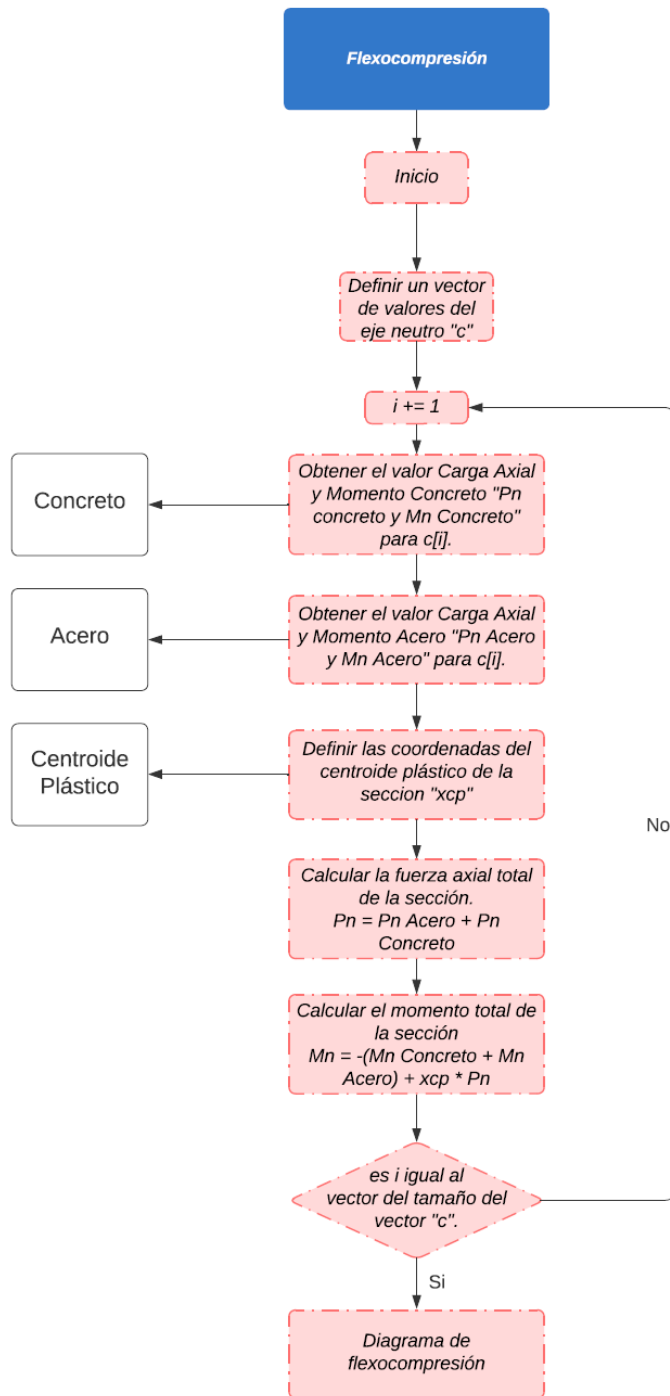 Flexocompresión
Inicio
Definir un vector
de valores del
eje neutro "c"
i += 1
Obtener el valor Carga Axial
y Momento Concreto "Pn
concreto y Mn Concreto"
para c[i].
Concreto
Obtener el valor Carga Axial
y Momento Acero "Pn Acero
y Mn Acero" para c[i].
Acero
Definir las coordenadas del
centroide plástico de la
seccion "xcp"
Centroide
Plástico
No
Calcular la fuerza axial total
de la sección.
Pn = Pn Acero + Pn
Concreto
Calcular el momento total de
la sección
Mn = -(Mn Concreto + Mn
Acero) + xcp * Pn
es i igual al
vector del tamaño del
vector "c".
Si
Diagrama de
flexocompresión